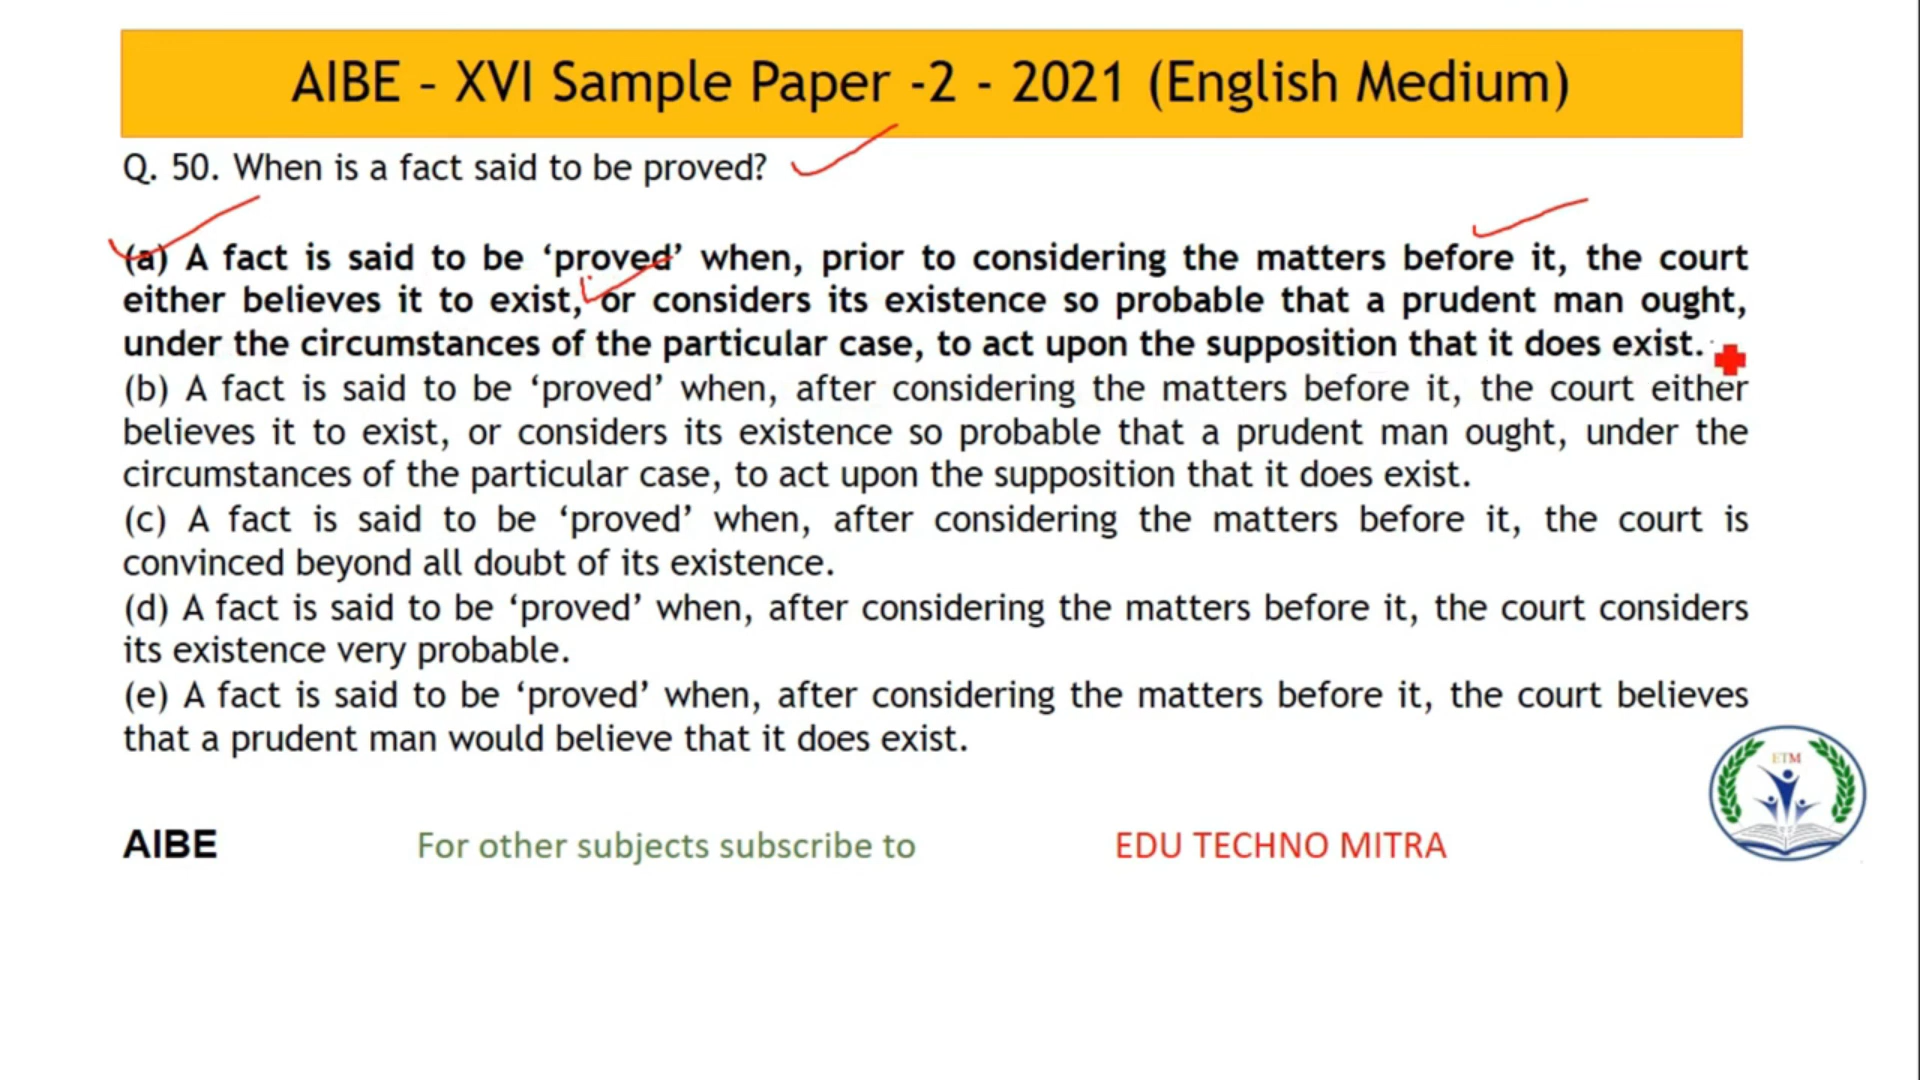 AIBE – XVI Sample Paper -2 - 2021 (English Medium)
Q. 50. When is a fact said to be proved?
(a) A fact is said to be ‘proved’ when, prior to considering the matters before it, the court
either believes it to exist, or considers its existence so probable that a prudent man ought,
under the circumstances of the particular case, to act upon the supposition that it does exist.
(b) A fact is said to be ‘proved’ when, after considering the matters before it, the court either
believes it to exist, or considers its existence so probable that a prudent man ought, under the
circumstances of the particular case, to act upon the supposition that it does exist.
(c) A fact is said to be ‘proved’ when, after considering the matters before it, the court is
convinced beyond all doubt of its existence.
(d) A fact is said to be ‘proved’ when, after considering the matters before it, the court considers
its existence very probable.
(e) A fact is said to be ‘proved’ when, after considering the matters before it, the court believes
that a prudent man would believe that it does exist.
ETM
AIBE For other subjects subscribe to EDU TECHNO MITRA